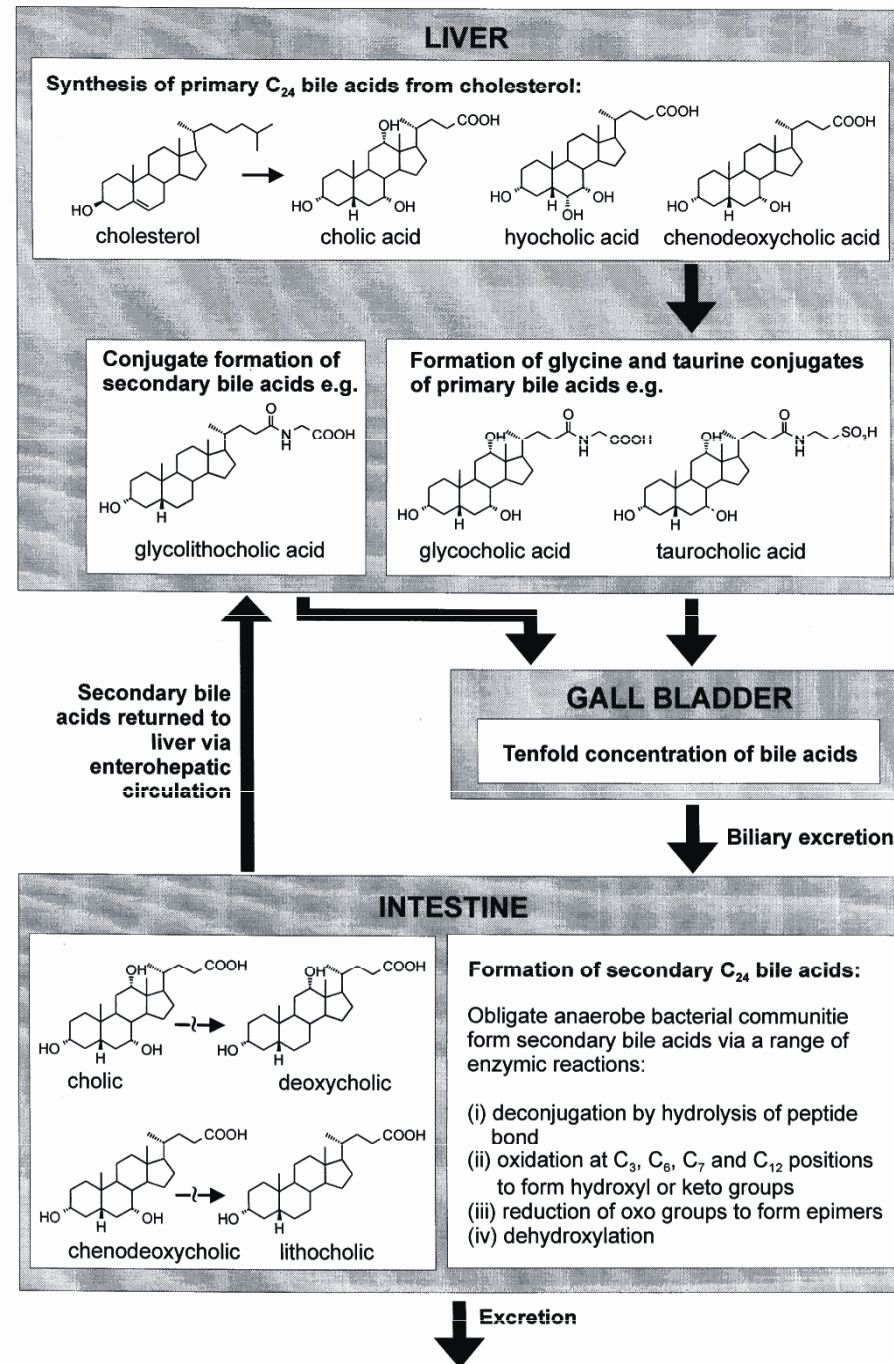 LIVER
Synthesis of primary C₂₄ bile acids from cholesterol:
HO
cholesterol
OH
COOH
HO
H
OH
cholic acid
COOH
HO
H
OH
OH
hyocholic acid
COOH
HO
H
OH
chenodeoxycholic acid
Conjugate formation of
secondary bile acids e.g.
O
N
H
COOH
HO
H
glycolithocholic acid
Formation of glycine and taurine conjugates
of primary bile acids e.g.
OH
O
N
H
COOH
HO
H
OH
glycocholic acid
OH
O
N
H
SO₃H
HO
H
OH
taurocholic acid
Secondary bile
acids returned to
liver via
enterohepatic
circulation
GALL BLADDER
Tenfold concentration of bile acids
Biliary excretion
INTESTINE
OH
COOH
HO
H
OH
cholic
OH
COOH
HO
H
deoxycholic
COOH
HO
H
OH
chenodeoxycholic
COOH
HO
H
lithocholic
Formation of secondary C₂₄ bile acids:
Obligate anaerobe bacterial communitie
form secondary bile acids via a range of
enzymic reactions:
(i) deconjugation by hydrolysis of peptide
bond
(ii) oxidation at C₃, C₆, C₇ and C₁₂ positions
to form hydroxyl or keto groups
(iii) reduction of oxo groups to form epimers
(iv) dehydroxylation
Excretion